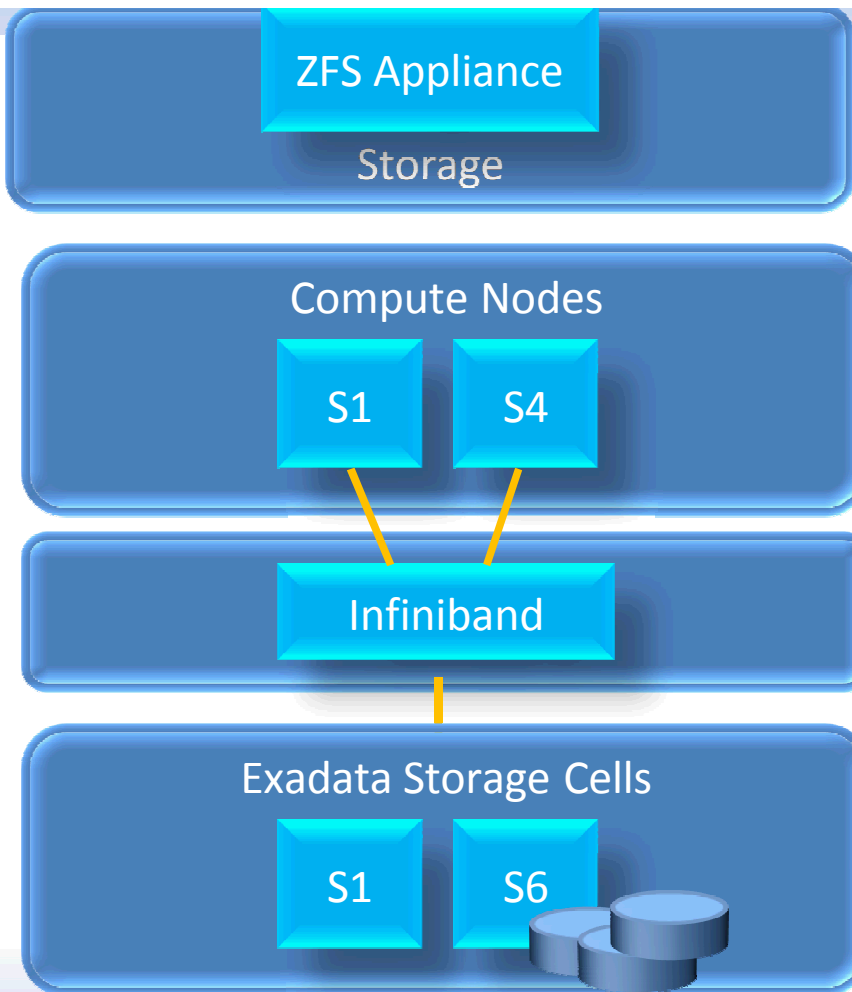 ZFS Appliance
Storage
Compute Nodes
S1 S4
Infiniband
Exadata Storage Cells
S1 S6